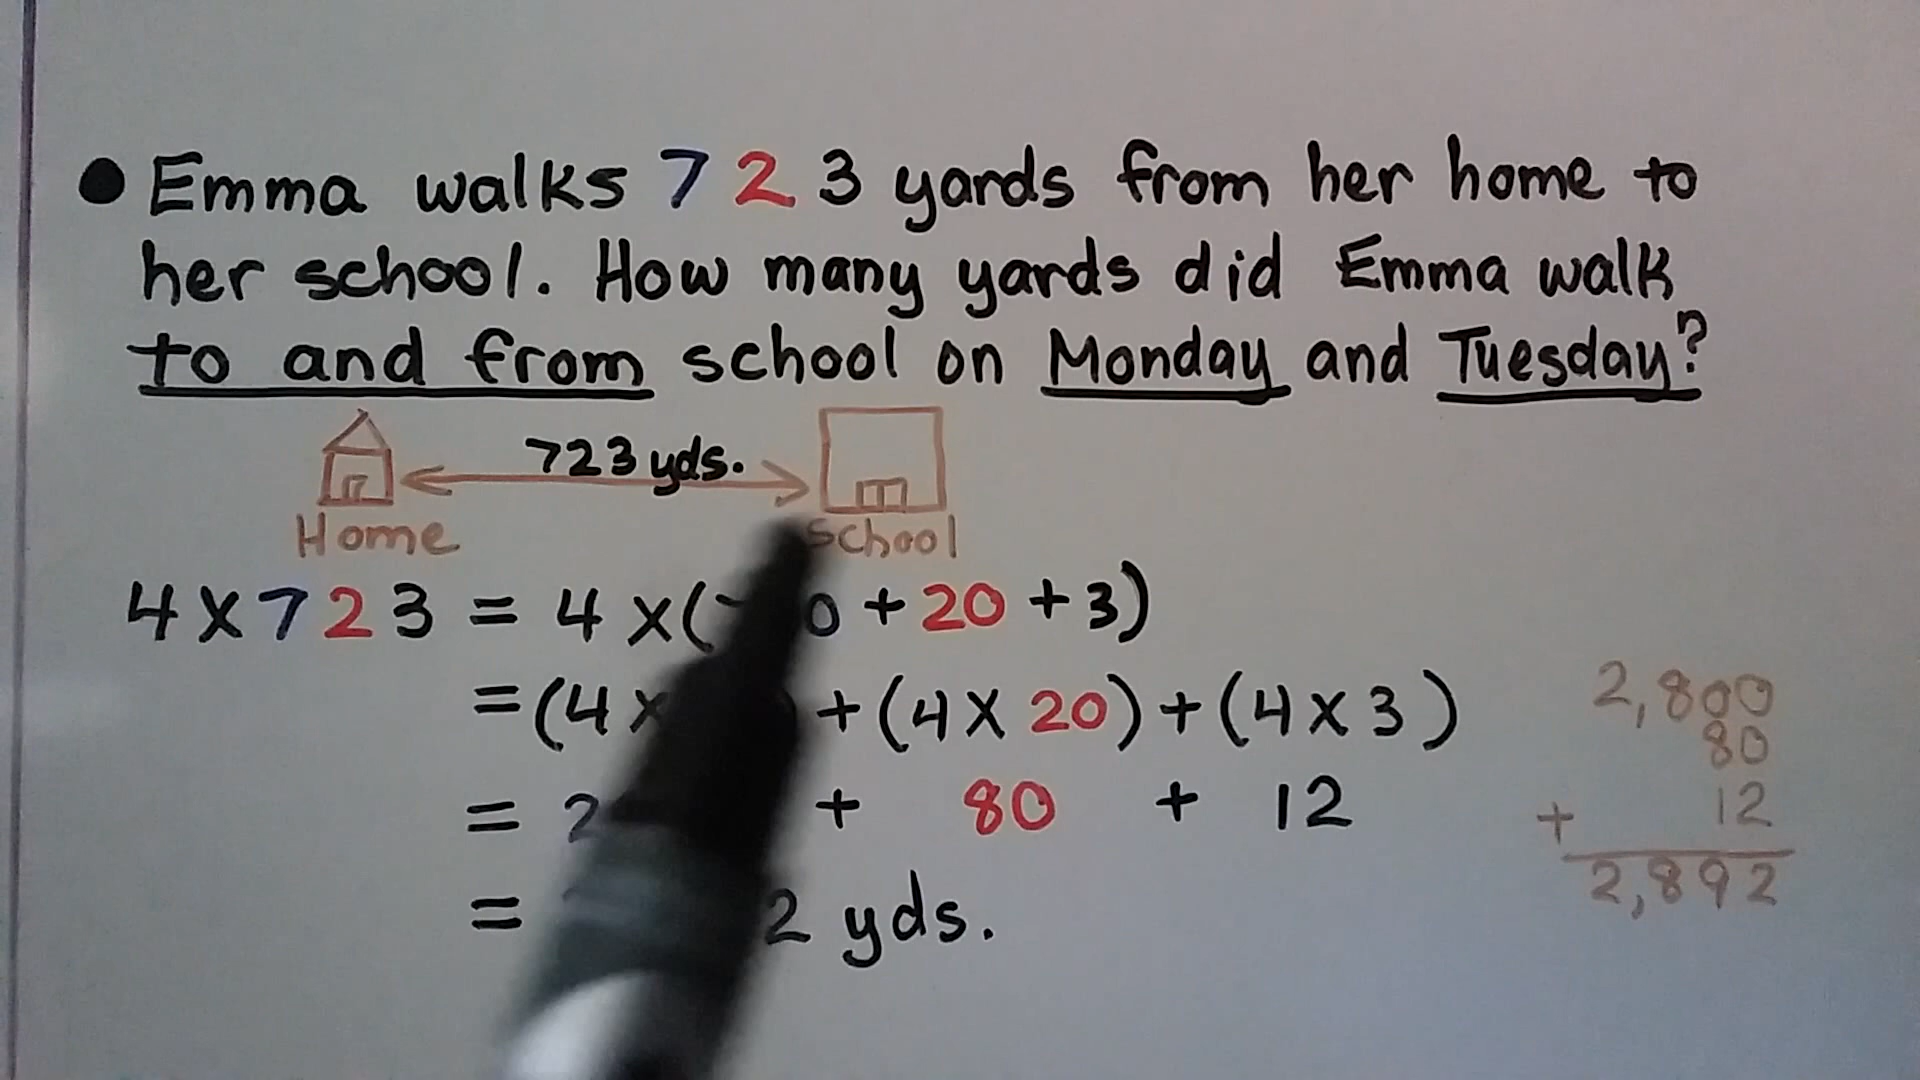 Emma walks 723 yards from her home to
her school. How many yards did Emma walk
to and from school on Monday and Tuesday?
723 yds.
Home
School
4 x 723 = 4 x ( 0 + 20 + 3)
= (4 x ) + (4 x 20) + (4 x 3)
= 2 + 80 + 12
= 2 yds.
2,800
80
+ 12
2,892